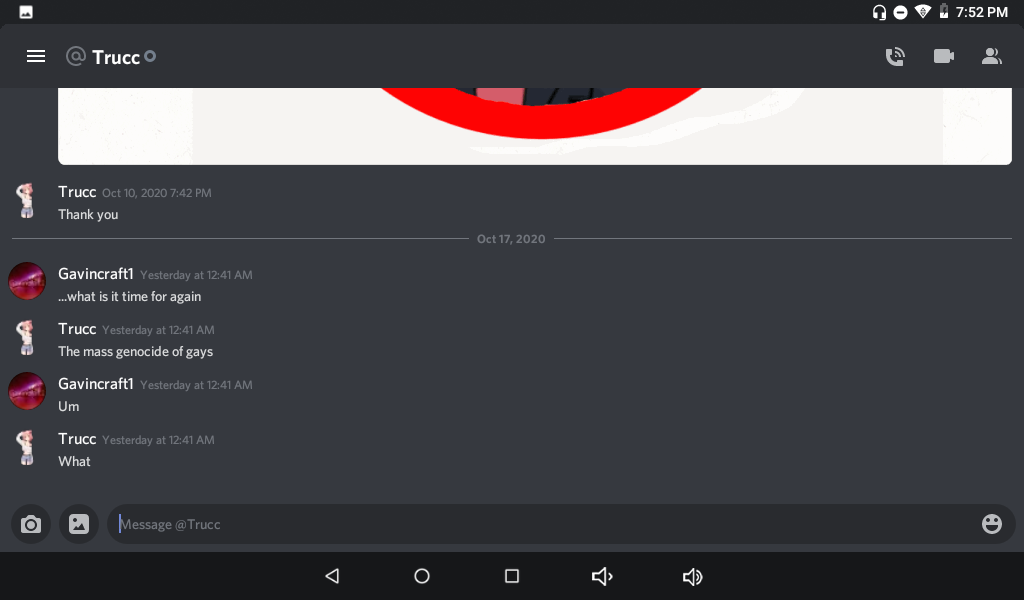 7:52 PM
@ Trucc
Trucc Oct 10, 2020 7:42 PM
Thank you
Oct 17, 2020
Gavincraft1 Yesterday at 12:41 AM
...what is it time for again
Trucc Yesterday at 12:41 AM
The mass genocide of gays
Gavincraft1 Yesterday at 12:41 AM
Um
Trucc Yesterday at 12:41 AM
What
Message @Trucc